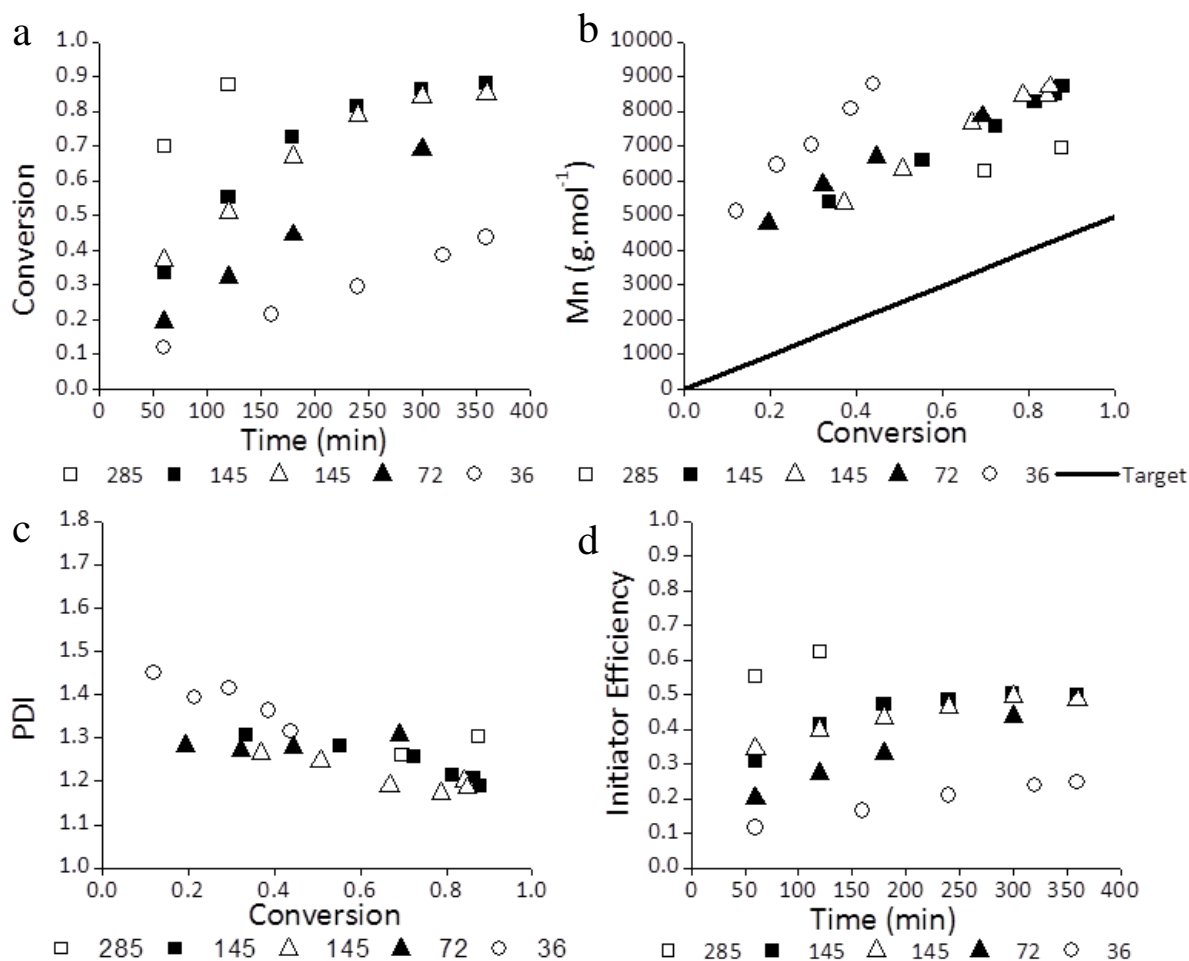 a
1.0
0.9
0.8
0.7
0.6
0.5
0.4
0.3
0.2
0.1
0.0
Conversion
0 50 100 150 200 250 300 350 400
Time (min)
285 145 145 72 36
b
10000
9000
8000
7000
6000
5000
4000
3000
2000
1000
0
Mn (g.mol-1)
0.0 0.2 0.4 0.6 0.8 1.0
Conversion
285 145 145 72 36 Target
c
1.8
1.7
1.6
1.5
1.4
1.3
1.2
1.1
1.0
PDI
0.0 0.2 0.4 0.6 0.8 1.0
Conversion
285 145 145 72 36
d
1.0
0.9
0.8
0.7
0.6
0.5
0.4
0.3
0.2
0.1
0.0
Initiator Efficiency
0 50 100 150 200 250 300 350 400
Time (min)
285 145 145 72 36